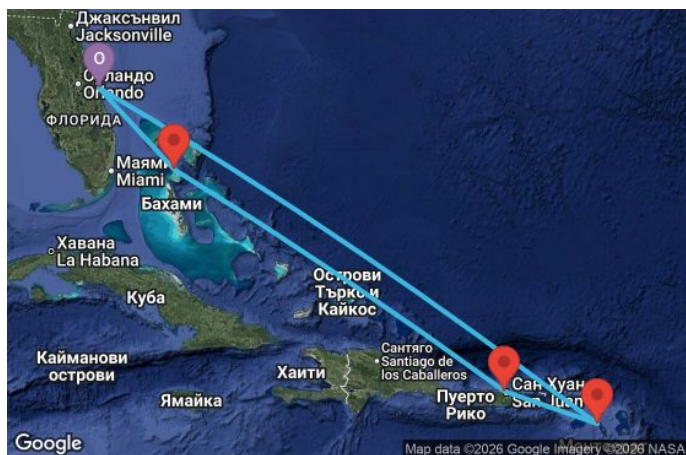 Джаксънвил
Jacksonville
O
Орландо
Orlando
ФЛОРИДА
Маями
Miami
Бахами
Хавана
La Habana
Куба
Острови
Търкс и
Кайкос
Кайманови
острови
Ямайка
Хаити
Сантяго
Santiago de
los Caballeros
Пуерто
Рико
Сан Хуан
San Juan
Google
Map data ©2026 Google Imagery ©2026 NASA